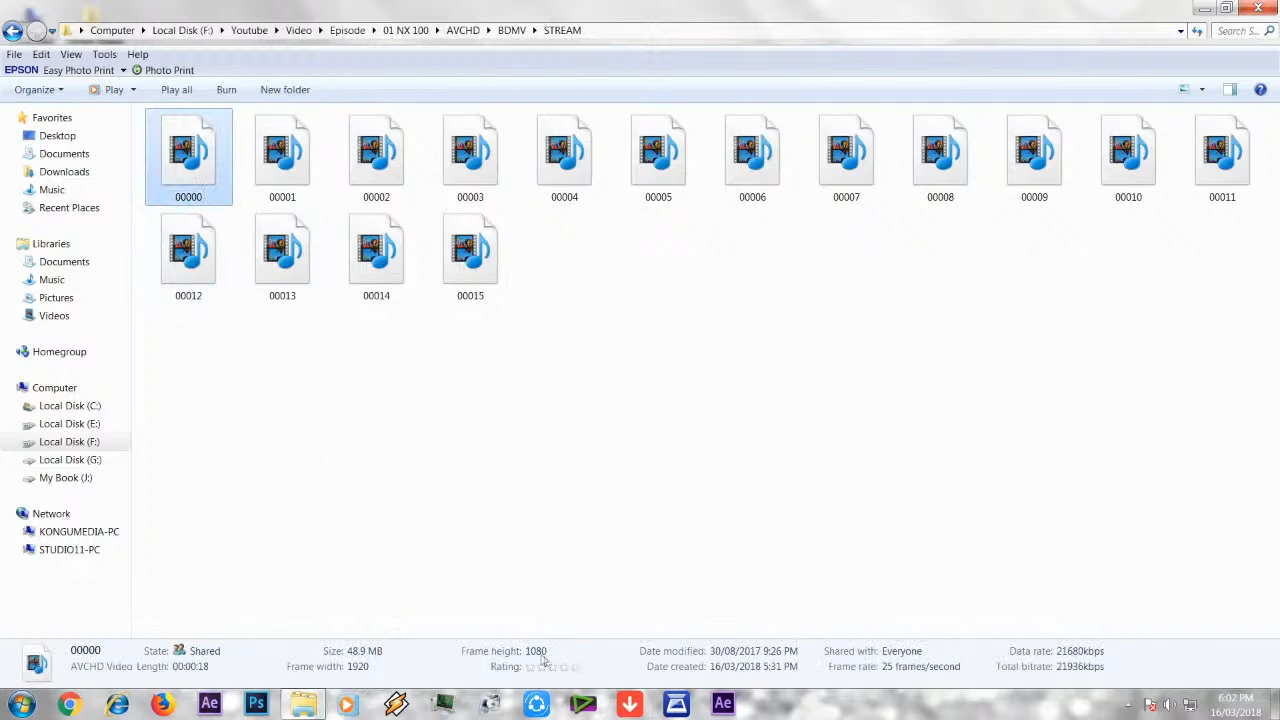 Computer Local Disk (F:) Youtube Video Episode 01 NX 100 AVCHD BDMV STREAM
Search S...
File Edit View Tools Help
EPSON Easy Photo Print Photo Print
Organize Play Play all Burn New folder
Favorites
Desktop
Documents
Downloads
Music
Recent Places
Libraries
Documents
Music
Pictures
Videos
Homegroup
Computer
Local Disk (C:)
Local Disk (E:)
Local Disk (F:)
Local Disk (G:)
My Book (J:)
Network
KONGUMEDIA-PC
STUDIO11-PC
00000 00001 00002 00003 00004 00005 00006 00007 00008 00009 00010 00011
00012 00013 00014 00015
00000 State: Shared Size: 48.9 MB Frame height: 1080 Date modified: 30/08/2017 9:26 PM Shared with: Everyone Data rate: 21680kbps
AVCHD Video Length: 00:00:18 Frame width: 1920 Rating: Date created: 16/03/2018 5:31 PM Frame rate: 25 frames/second Total bitrate: 21936kbps
Ae Ps Ae
6:02 PM
16/03/2018